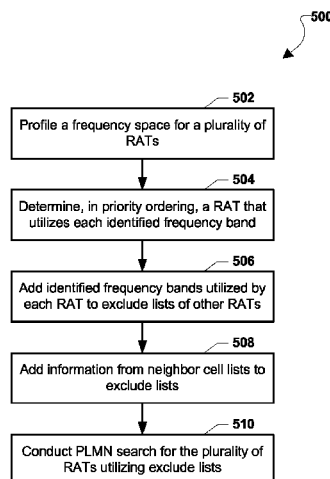 500
502
Profile a frequency space for a plurality of
RATs
504
Determine, in priority ordering, a RAT that
utilizes each identified frequency band
506
Add identified frequency bands utilized by
each RAT to exclude lists of other RATs
508
Add information from neighbor cell lists to
exclude lists
510
Conduct PLMN search for the plurality of
RATs utilizing exclude lists